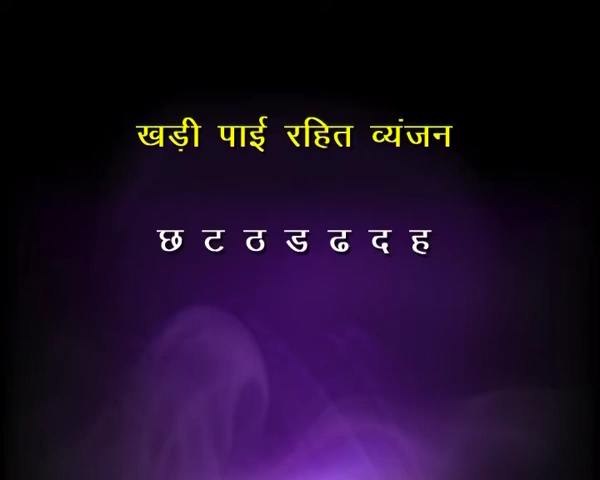 खड़ी पाई रहित व्यंजन
छ ट ठ ड ढ द ह